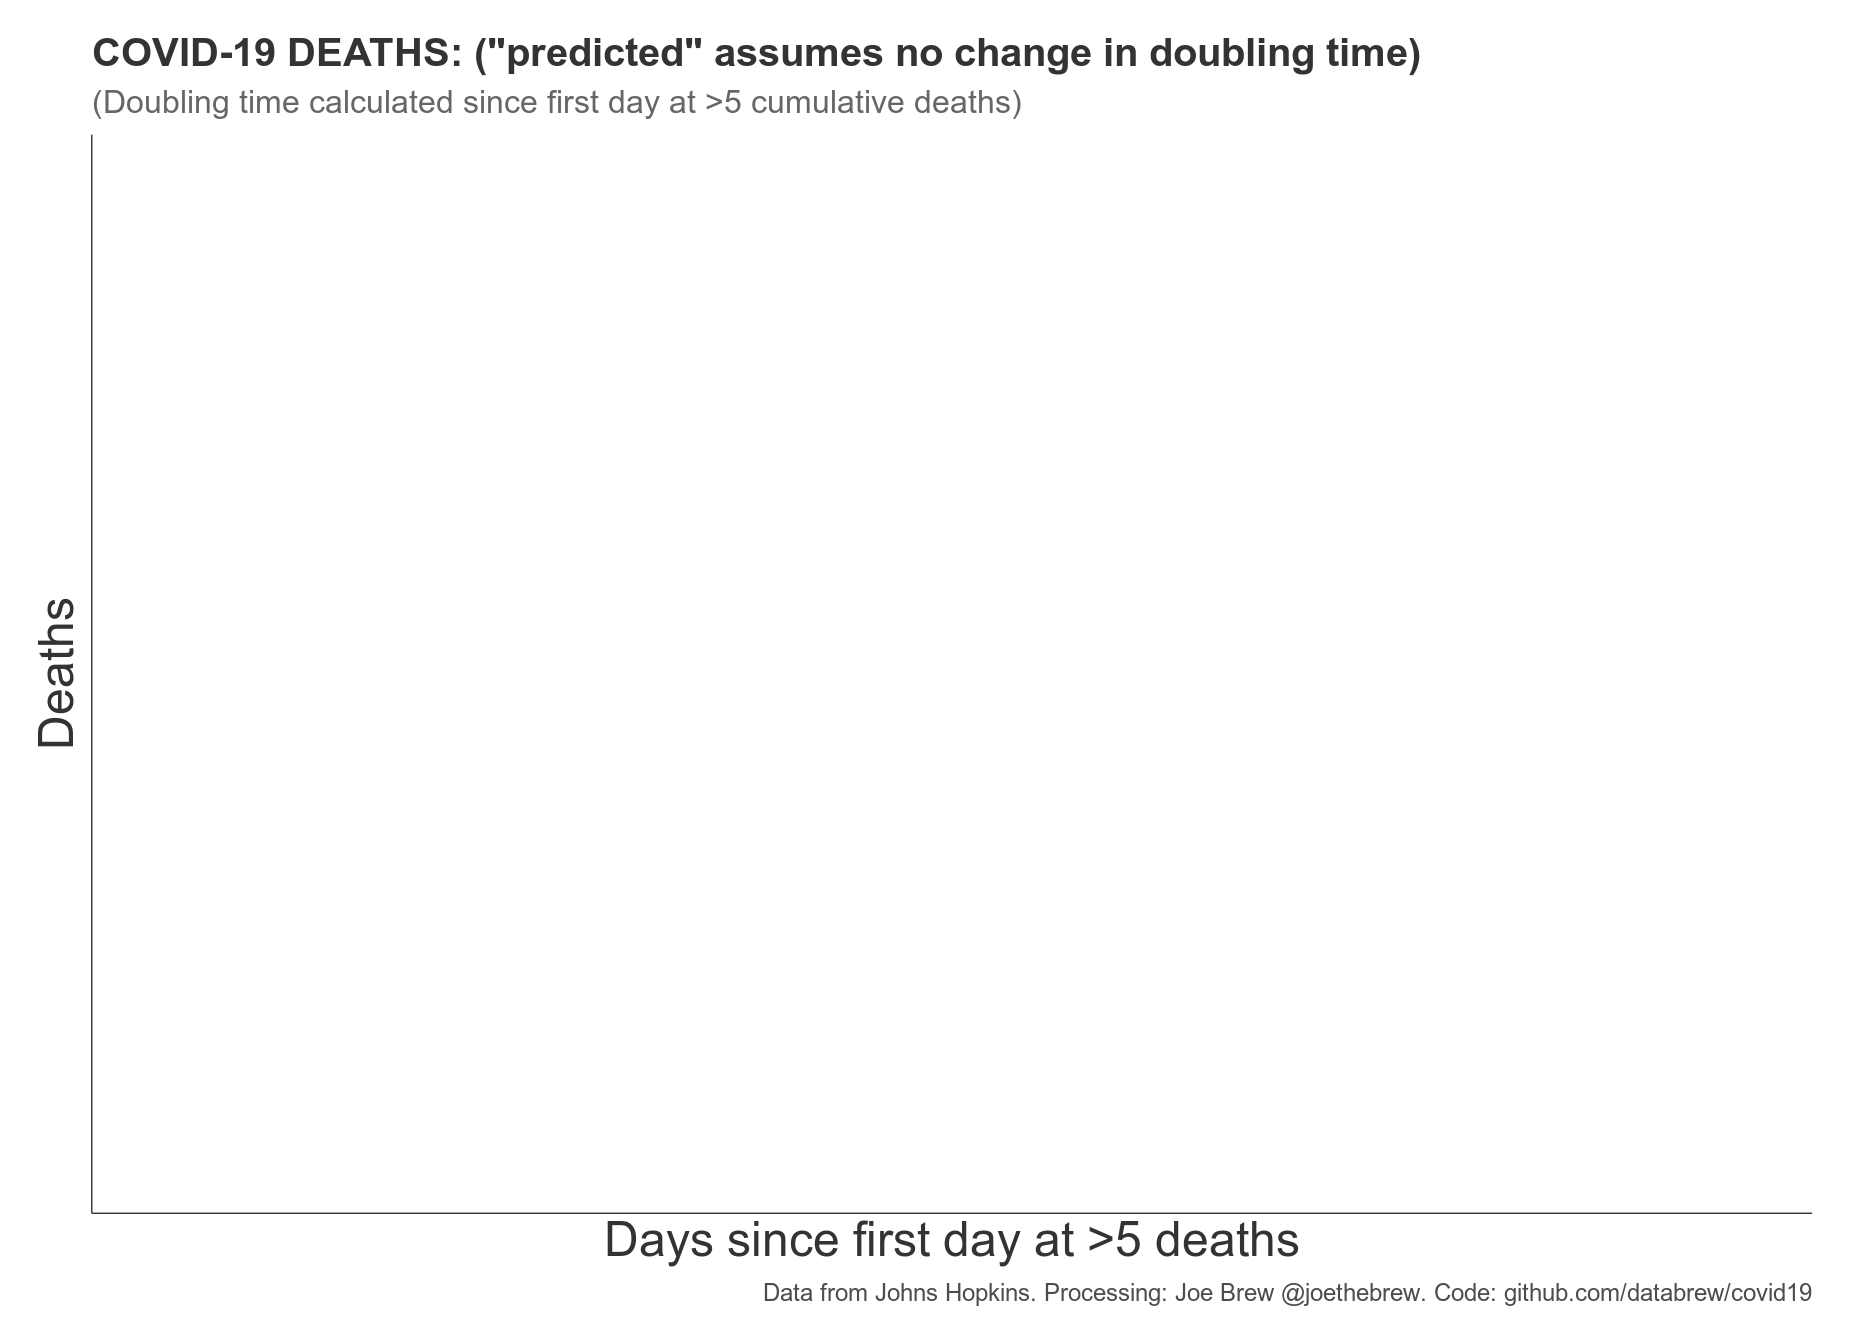 COVID-19 DEATHS: ("predicted" assumes no change in doubling time)
(Doubling time calculated since first day at >5 cumulative deaths)
Deaths
Days since first day at >5 deaths
Data from Johns Hopkins. Processing: Joe Brew @joethebrew. Code: github.com/databrew/covid19